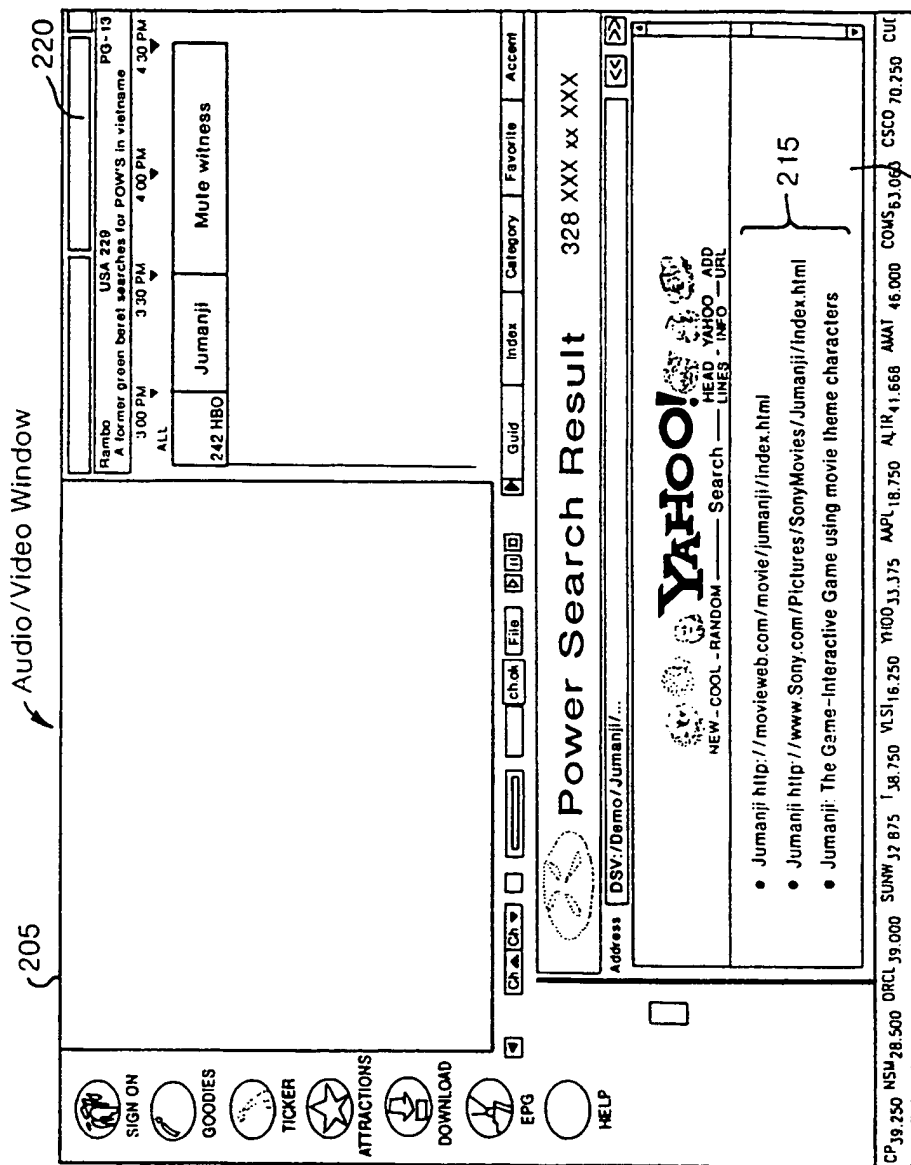 Audio/Video Window
205
220
SIGN ON
GOODIES
TICKER
ATTRACTIONS
DOWNLOAD
EPG
HELP
Rambo USA 229 PG-13
A former green beret searches for POW'S in vietname
3:00 PM 3:30 PM 4:00 PM 4:30 PM
ALL
242 HBO Jumanji Mute witness
Ch Ch ch.ok File
Guid Index Category Favorite Accent
Power Search Result 328 XXX xx XXX
Address DSV:/Demo/Jumanji/...
<< >>
YAHOO!
NEW-COOL-RANDOM Search HEAD LINES - YAHOO INFO - ADD URL
• Jumanji http://movieweb.com/movie/jumanji/index.html
• Jumanji http://www.Sony.com/Pictures/SonyMovies/Jumanji/index.html
• Jumanji: The Game-Interactive Game using movie theme characters
215
CP 39.250 NSM 28.500 ORCL 39.000 SUNW 32 875 T 38.750 VLSI 16.250 YHOO 33.375 AAPL 18.750 ALTR 41.668 AMAT 46.000 COMS 63.063 CSCO 70.250